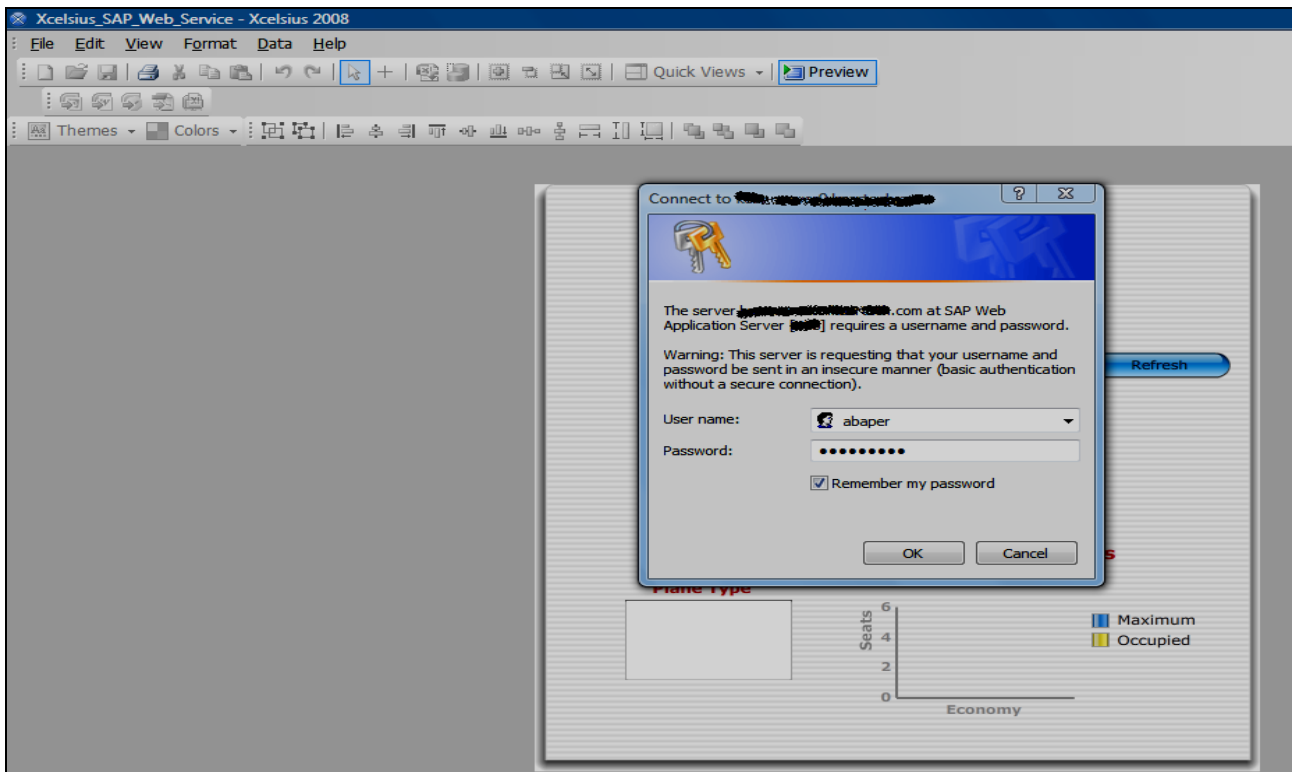 Xcelsius_SAP_Web_Service - Xcelsius 2008
File Edit View Format Data Help
Quick Views Preview
Themes Colors
Connect to
The server .com at SAP Web
Application Server ] requires a username and password.
Warning: This server is requesting that your username and
password be sent in an insecure manner (basic authentication
without a secure connection).
User name: abaper
Password: •••••••••
Remember my password
OK Cancel
Refresh
Plane Type
Seats
6
4
2
0
Economy
Maximum
Occupied